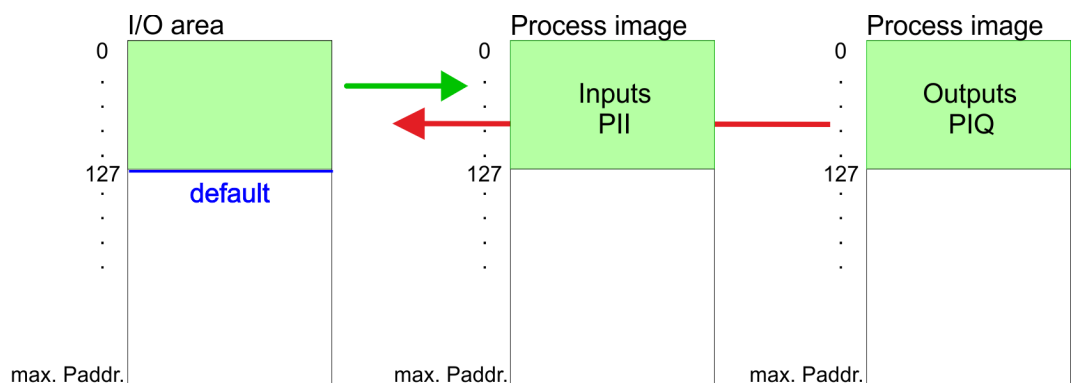 I/O area
Process image
Process image
0
0
0
Inputs
PII
Outputs
PIQ
127
127
127
default
max. Paddr.
max. Paddr.
max. Paddr.